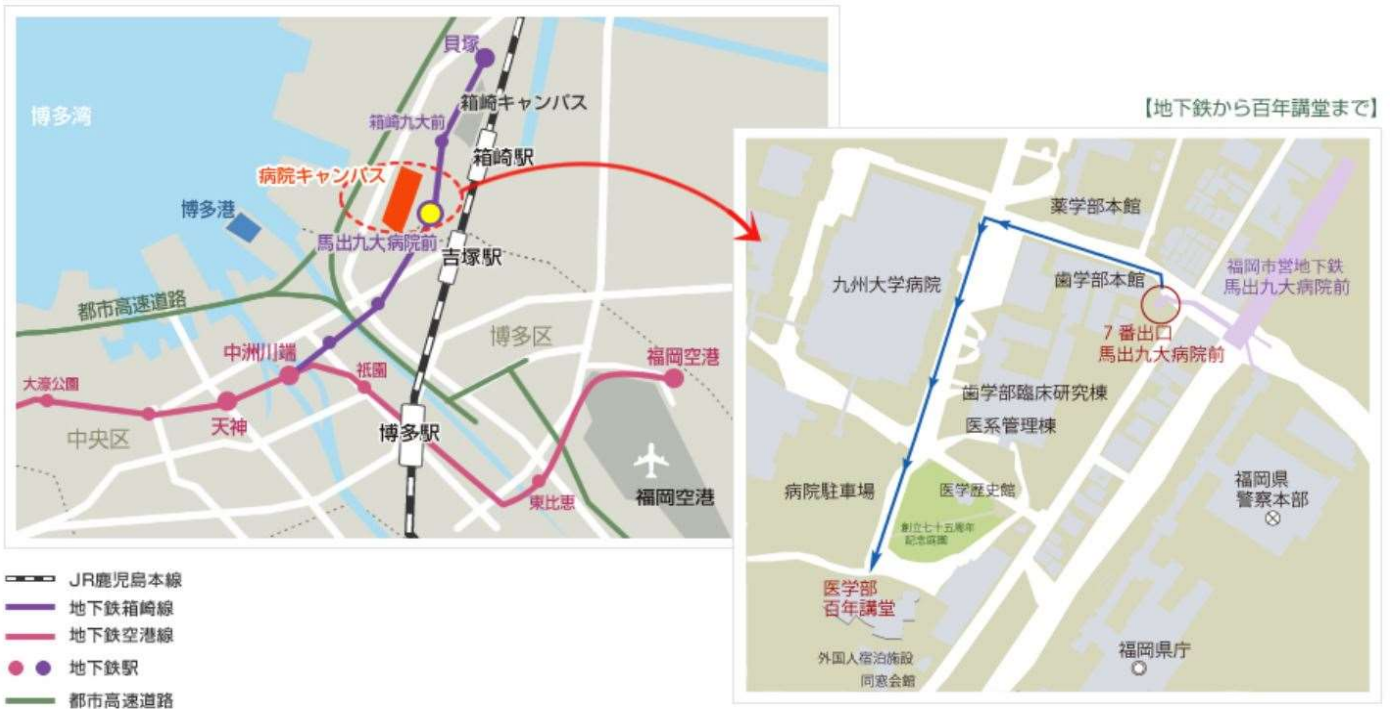 貝塚
箱崎キャンパス
博多湾
箱崎九大前
箱崎駅
病院キャンパス
博多港
馬出九大病院前
吉塚駅
都市高速道路
博多区
中洲川端
福岡空港
大濠公園
祇園
天神
中央区
博多駅
東比恵
福岡空港
JR鹿児島本線
地下鉄箱崎線
地下鉄空港線
地下鉄駅
都市高速道路
【地下鉄から百年講堂まで】
薬学部本館
九州大学病院
歯学部本館
福岡市営地下鉄
馬出九大病院前
7番出口
馬出九大病院前
歯学部臨床研究棟
医系管理棟
病院駐車場
医学歴史館
福岡県
警察本部
創立七十五周年
記念庭園
医学部
百年講堂
外国人宿泊施設
同窓会館
福岡県庁